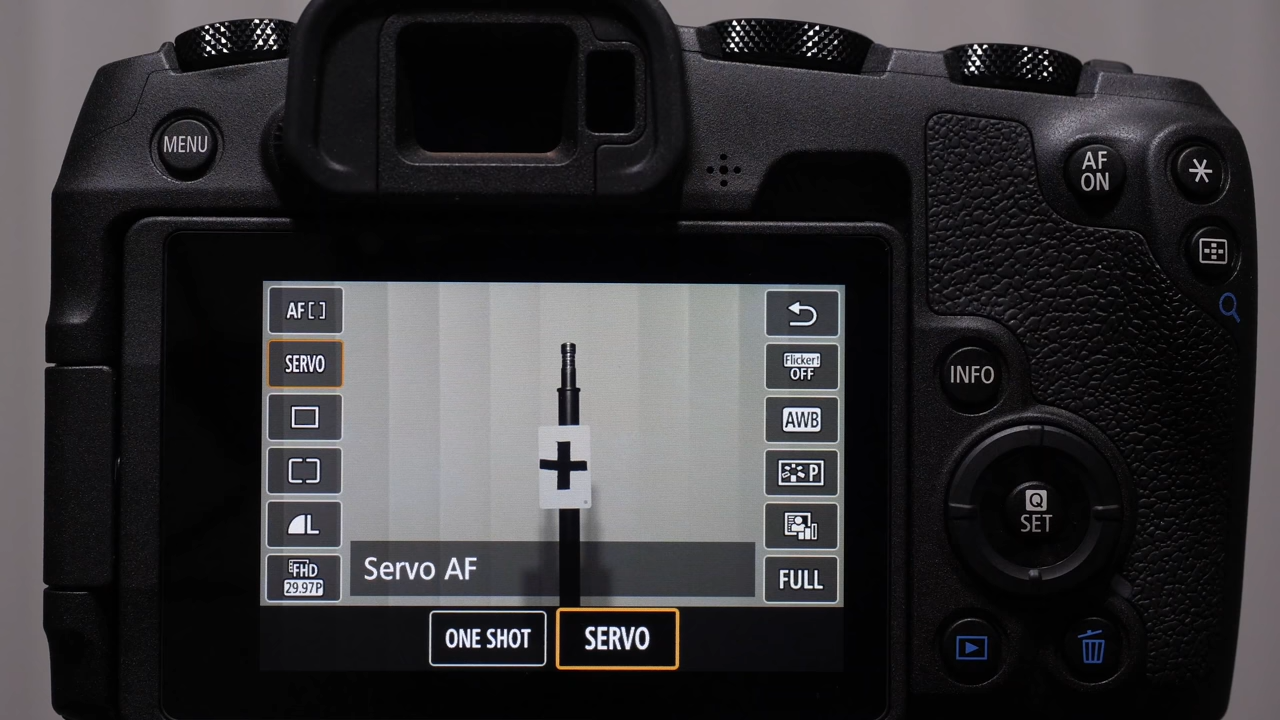 MENU
AF
ON
AF[ ]
SERVO
Flicker!
OFF
AWB
P
L
FHD
29.97P
FULL
Servo AF
ONE SHOT
SERVO
INFO
Q
SET